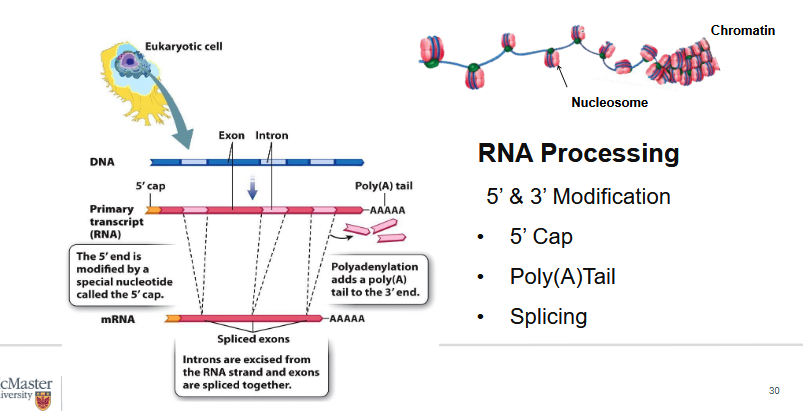 Eukaryotic cell
Exon Intron
DNA
5' cap
Poly(A) tail
Primary
transcript
(RNA)
AAAAA
The 5' end is
modified by a
special nucleotide
called the 5' cap.
Polyadenylation
adds a poly(A)
tail to the 3' end.
mRNA
AAAAA
Spliced exons
Introns are excised from
the RNA strand and exons
are spliced together.
Chromatin
Nucleosome
RNA Processing
5’ & 3’ Modification
• 5’ Cap
• Poly(A)Tail
• Splicing
cMaster
iversity
30